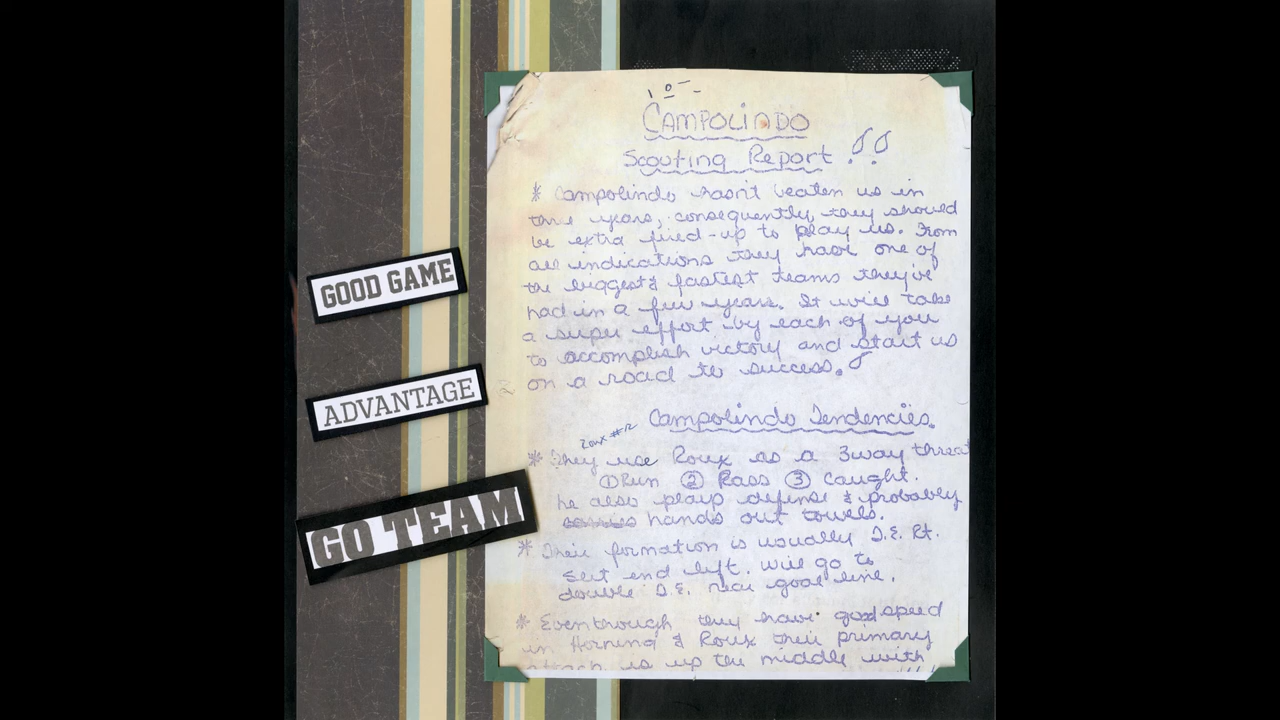 GOOD GAME
ADVANTAGE
GO TEAM
CAMPOLINDO
Scouting Report !!
* Campolindo hasn't beaten us in
three years, consequently, they should
be extra fired-up to play us. From
all indications they have one of
the biggest & fastest teams they've
had in a few years. It will take
a super effort by each of you
to accomplish victory and start us
on a road to success.
Campolindo Tendencies.
* They use Roux as a 3way threat
① Run ② Pass ③ Caught.
he also plays defense & probably
hands out towels.
* Their formation is usually T.E. Rt.
Split end left. Will go to
double T.E. near goal line.
* Eventhough they have good speed
in Horning & Roux their primary
attack is up the middle with